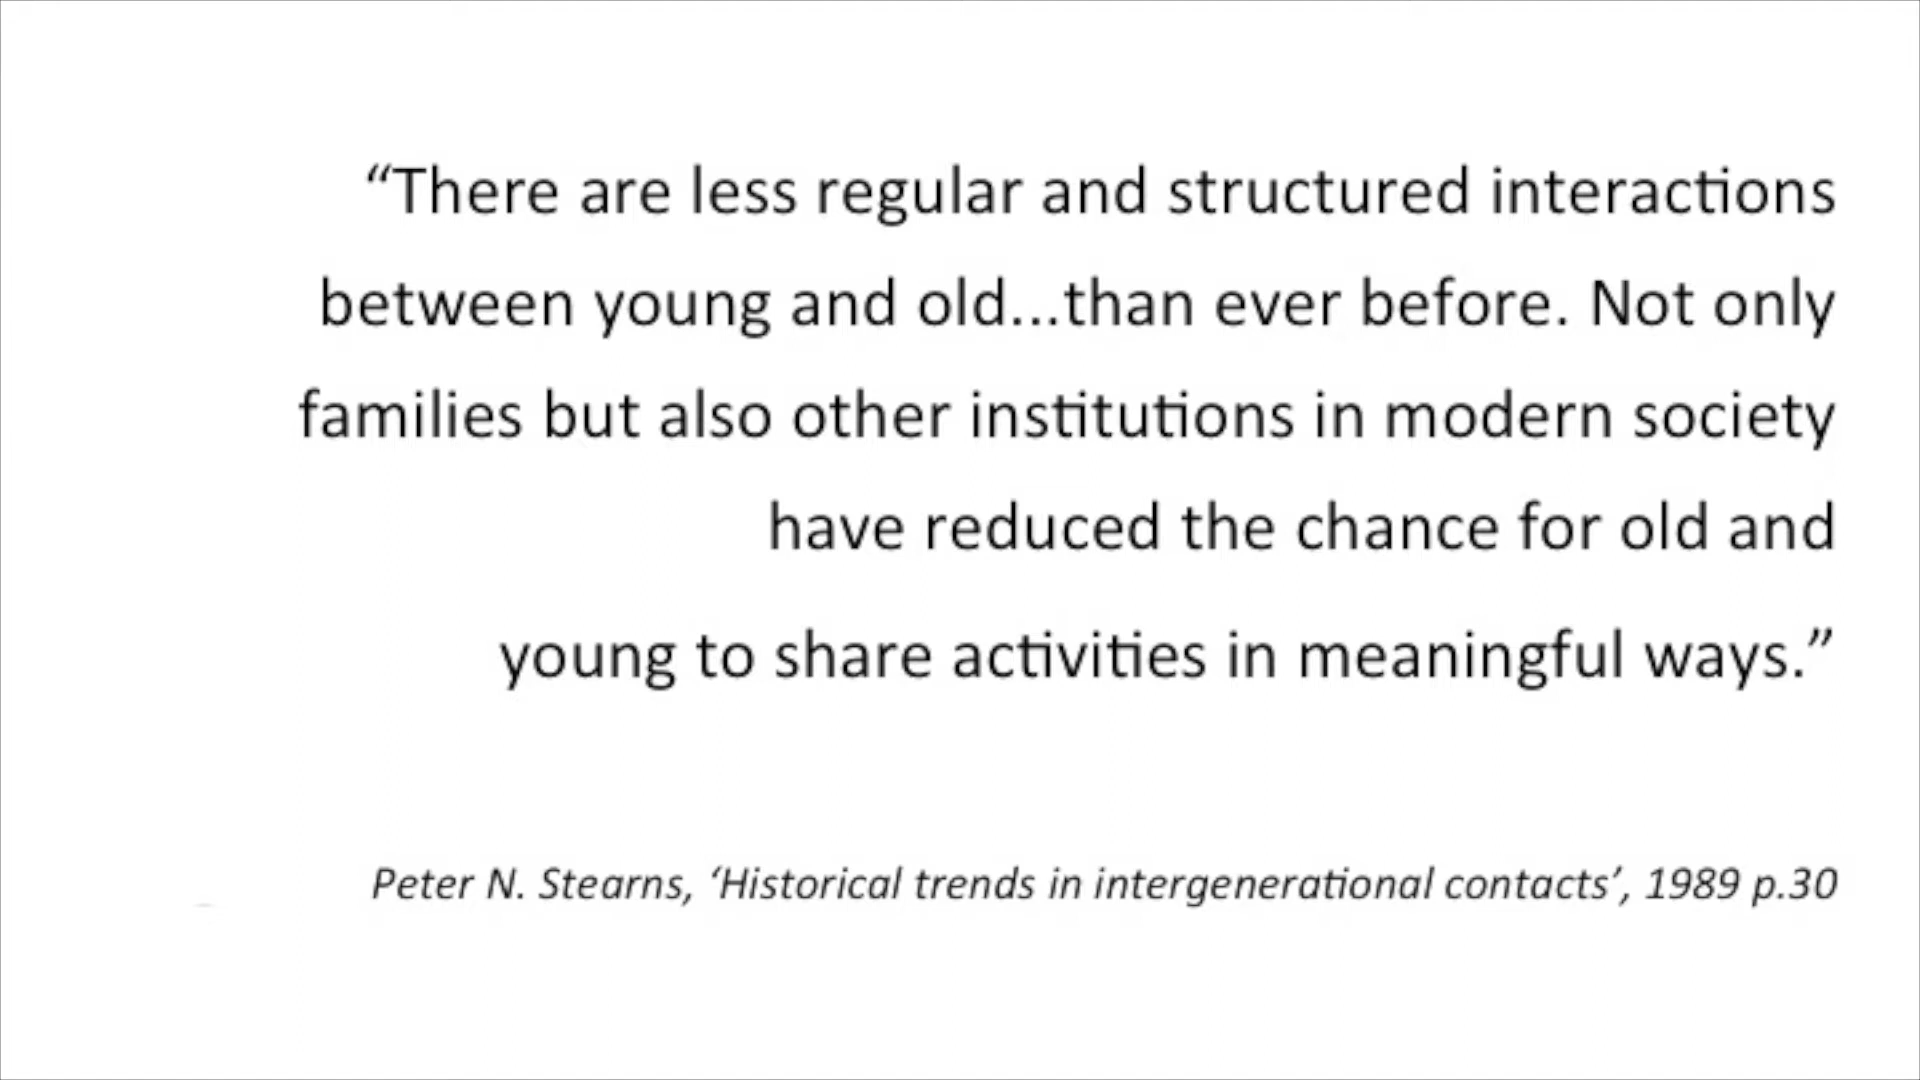 “There are less regular and structured interactions
between young and old...than ever before. Not only
families but also other institutions in modern society
have reduced the chance for old and
young to share activities in meaningful ways.”
Peter N. Stearns, ‘Historical trends in intergenerational contacts’, 1989 p.30